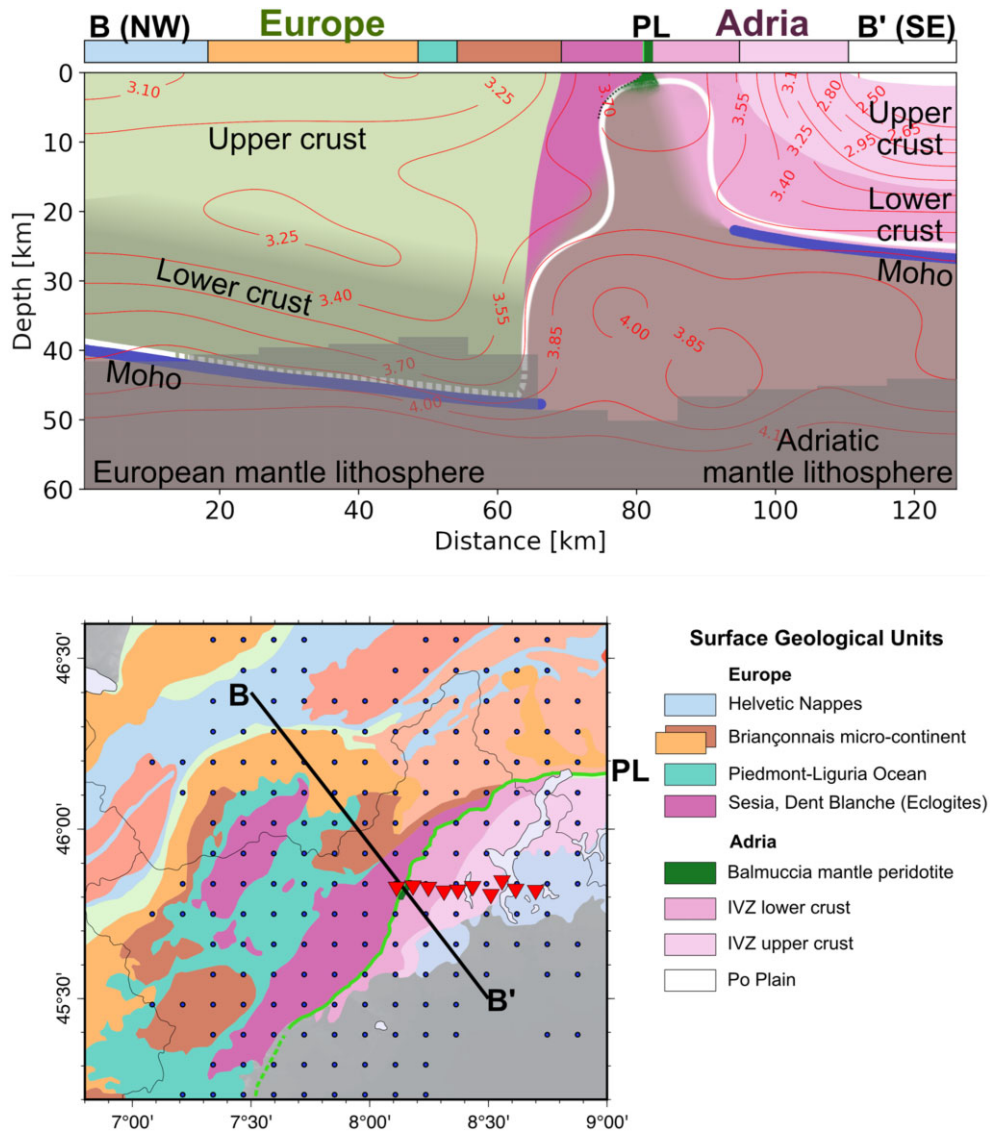 B (NW)
Europe
PL
Adria
B' (SE)
0
10
20
30
40
50
60
Depth [km]
3.10
3.25
3.70
3.55
3.25
3.40
2.80
2.50
2.95
2.65
Upper crust
Upper
crust
3.25
Lower crust
3.40
3.55
3.85
4.00
3.85
Lower
crust
Moho
Moho
3.70
4.00
European mantle lithosphere
Adriatic
mantle lithosphere
20
40
60
80
100
120
Distance [km]
46°30'
46°00'
45°30'
B
B'
PL
7°00'
7°30'
8°00'
8°30'
9°00'
Surface Geological Units
Europe
Helvetic Nappes
Briançonnais micro-continent
Piedmont-Liguria Ocean
Sesia, Dent Blanche (Eclogites)
Adria
Balmuccia mantle peridotite
IVZ lower crust
IVZ upper crust
Po Plain